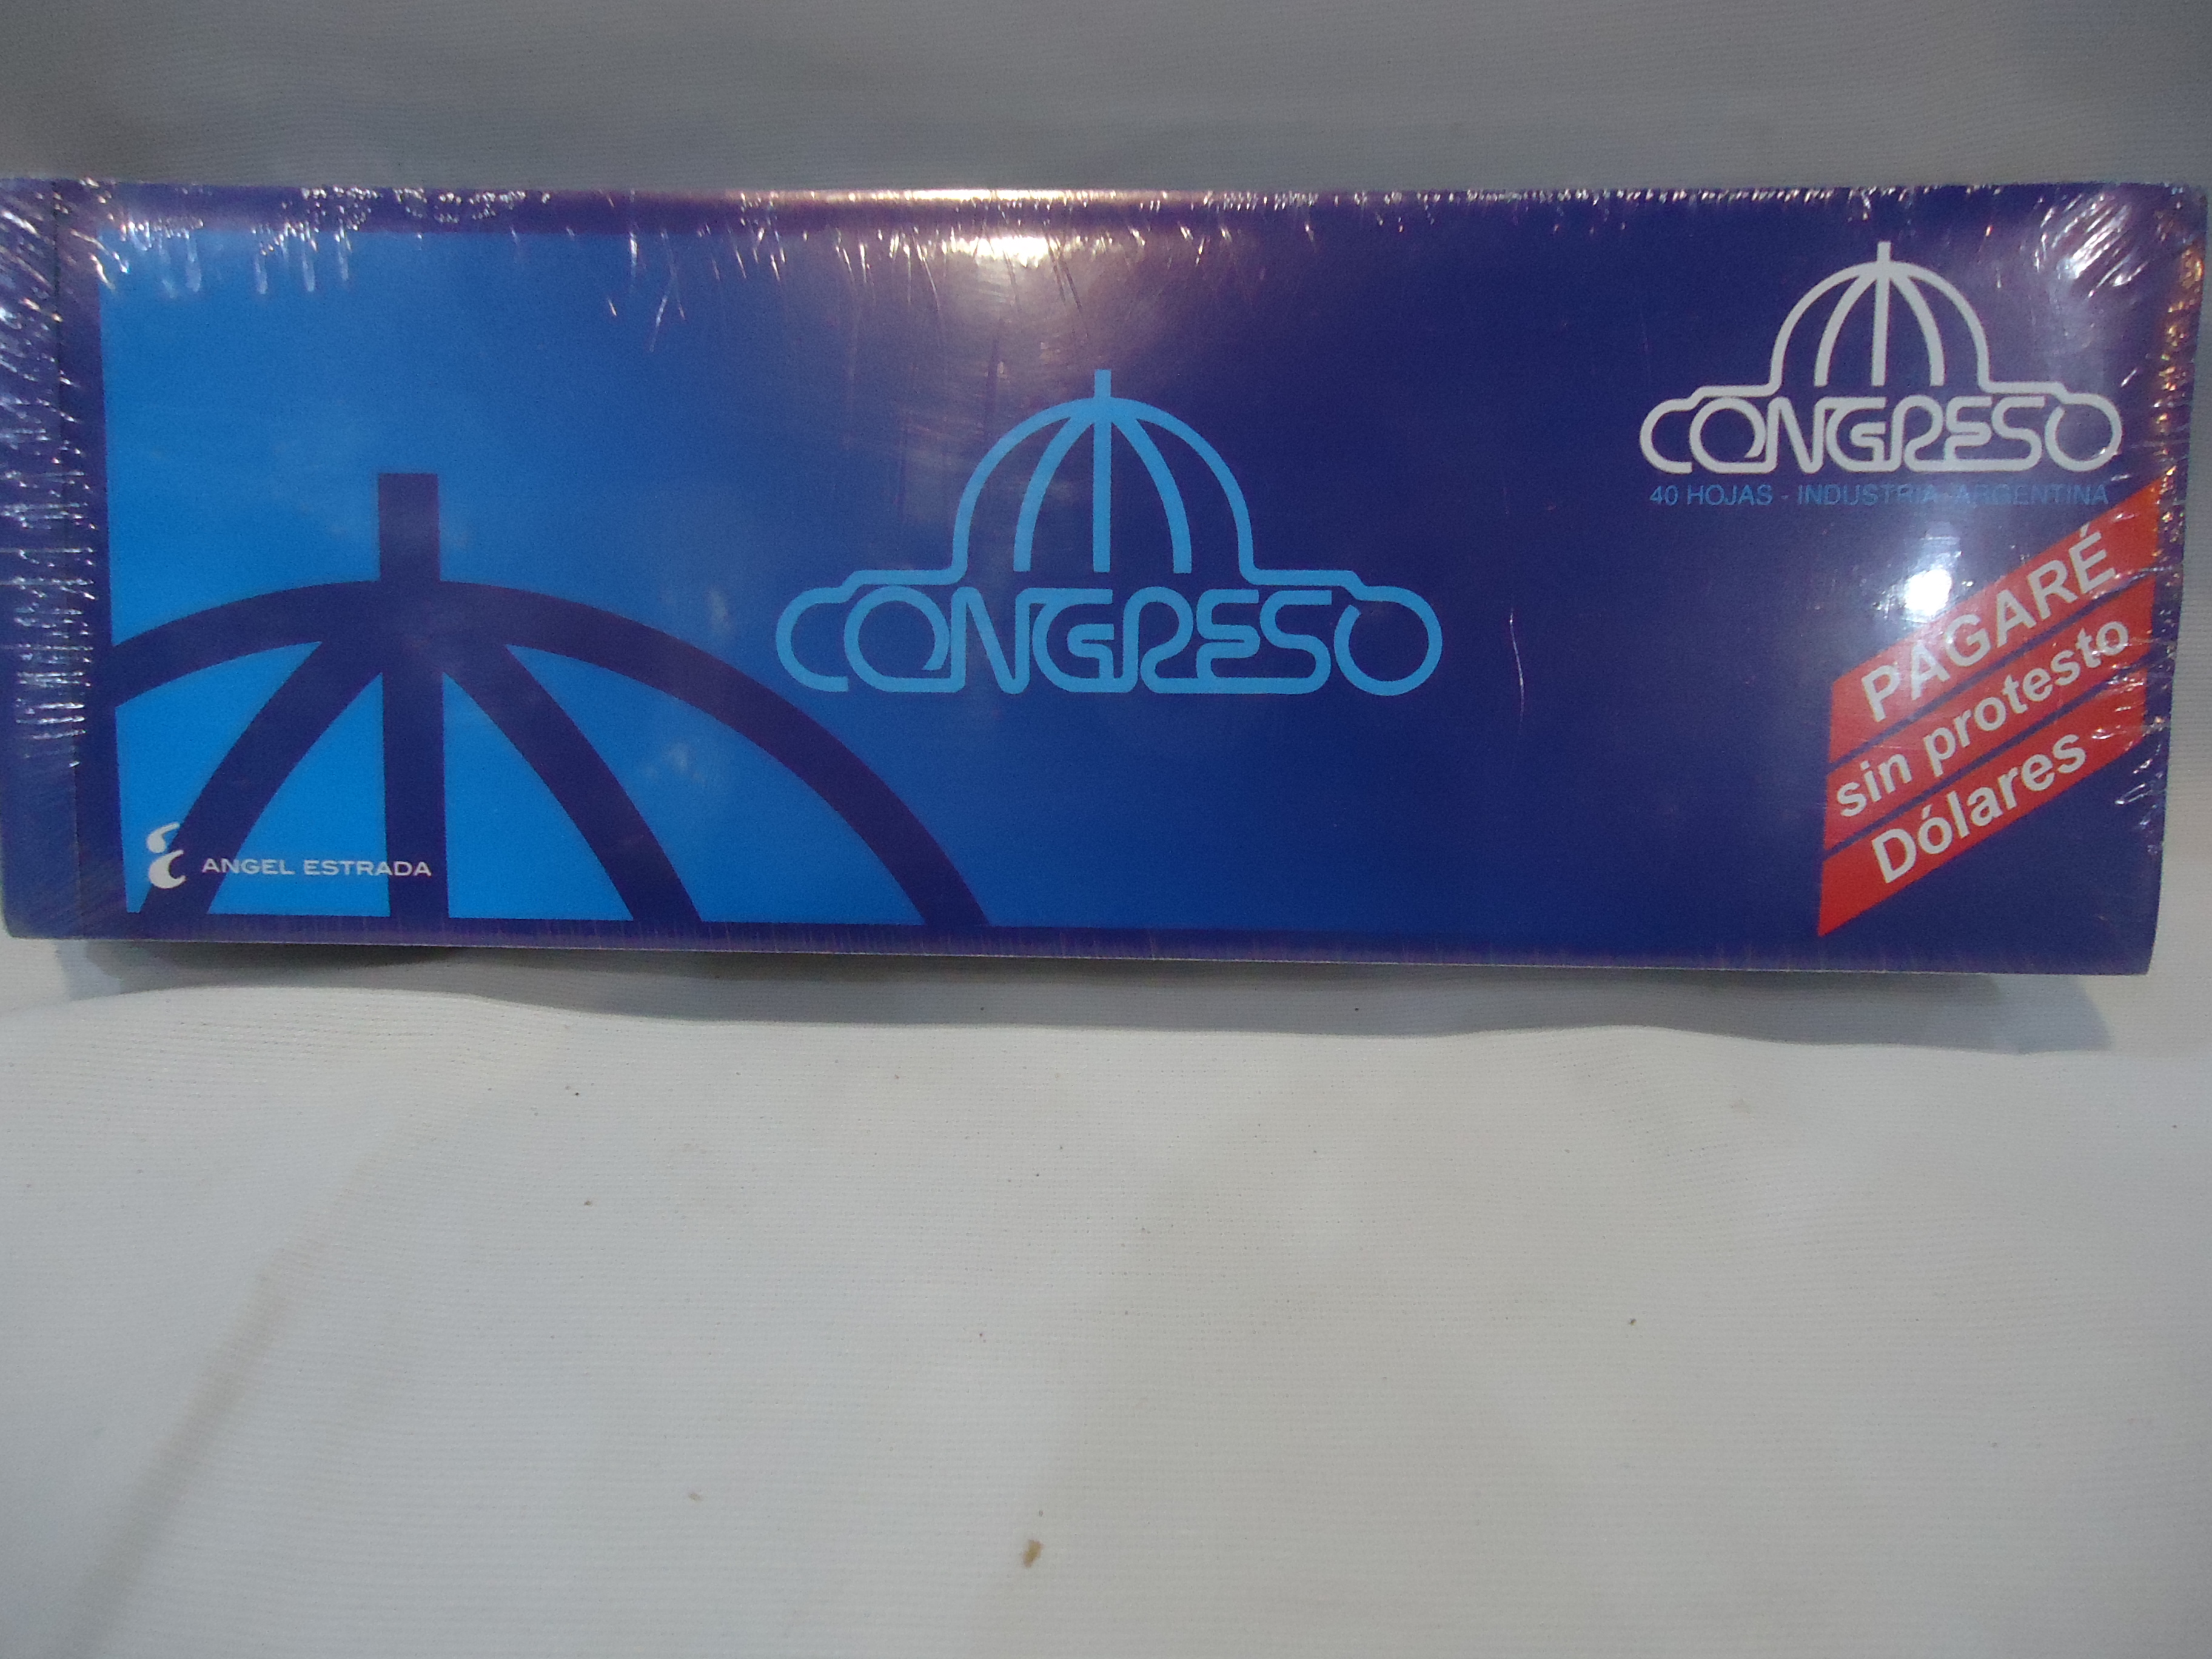 CONGRESO
40 HOJAS - INDUSTRIA ARGENTINA
CONGRESO
PAGARÉ
sin protesto
Dólares
ANGEL ESTRADA